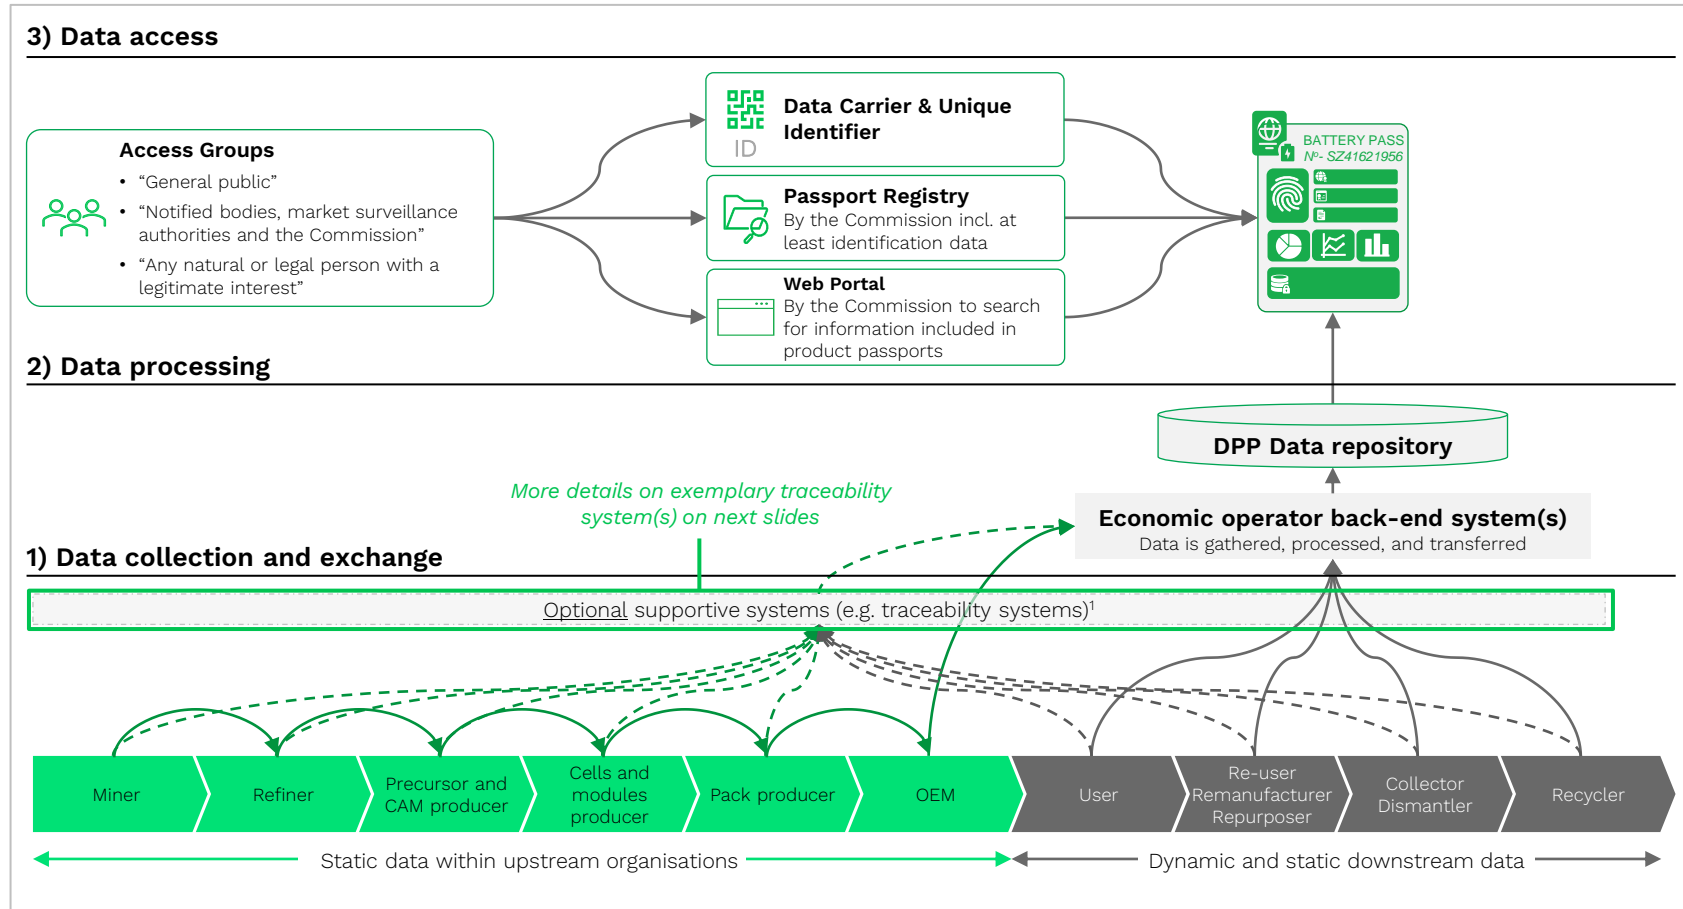 3) Data access
Access Groups
• “General public”
• “Notified bodies, market surveillance
authorities and the Commission”
• “Any natural or legal person with a
legitimate interest”
Data Carrier & Unique
Identifier
ID
Passport Registry
By the Commission incl. at
least identification data
Web Portal
By the Commission to search
for information included in
product passports
BATTERY PASS
Nº- SZ41621956
2) Data processing
DPP Data repository
More details on exemplary traceability
system(s) on next slides
Economic operator back-end system(s)
Data is gathered, processed, and transferred
1) Data collection and exchange
Optional supportive systems (e.g. traceability systems)¹
Miner
Refiner
Precursor and
CAM producer
Cells and
modules
producer
Pack producer
OEM
User
Re-user
Remanufacturer
Repurposer
Collector
Dismantler
Recycler
Static data within upstream organisations
Dynamic and static downstream data